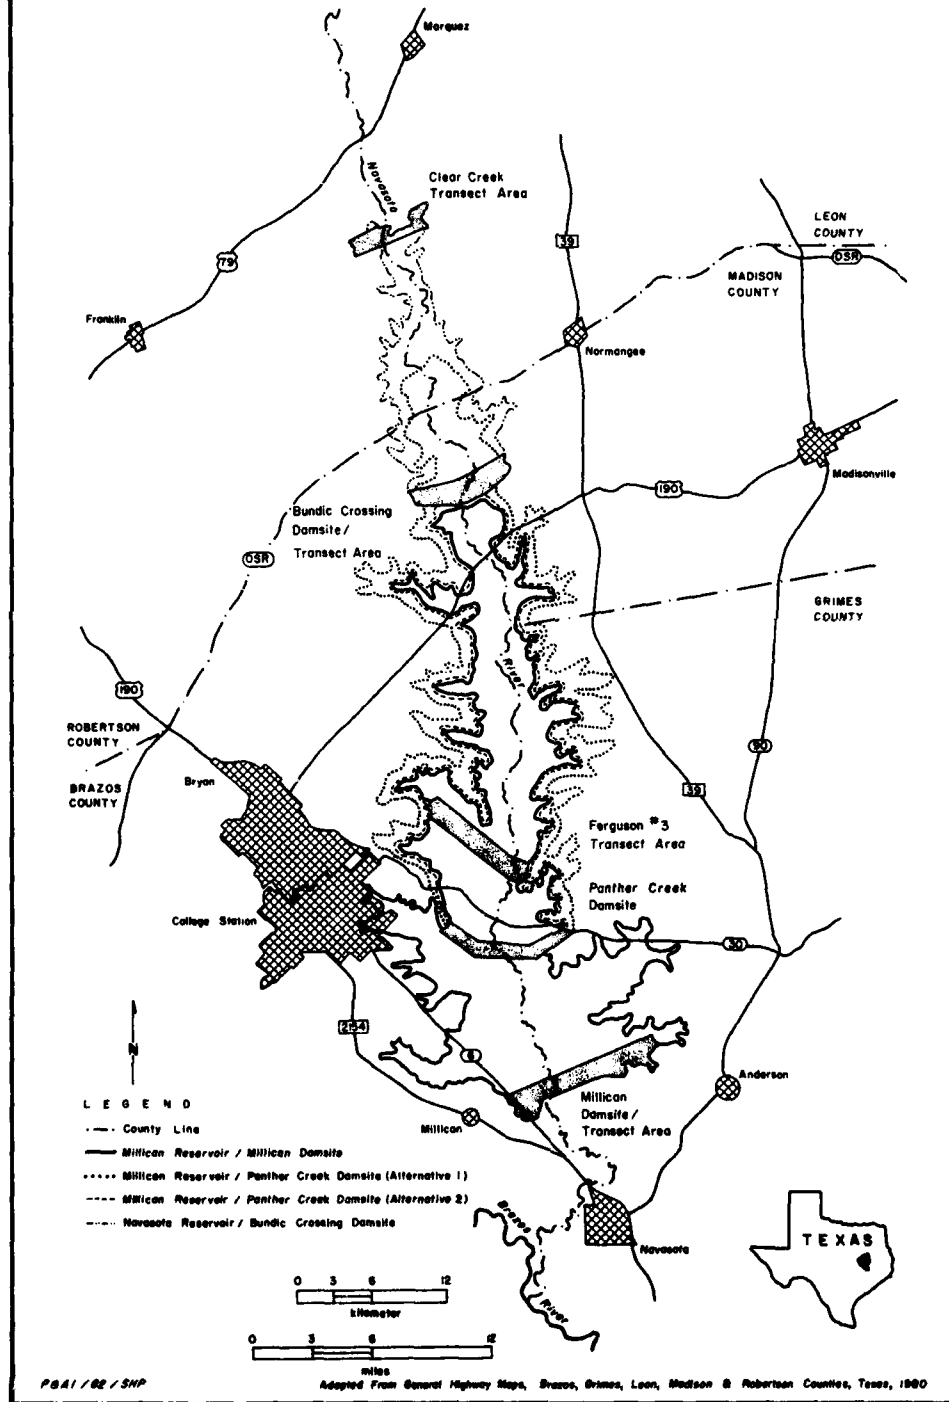 Marquez
Navasota
Clear Creek
Transect Area
39
LEON
COUNTY
OSR
79
MADISON
COUNTY
Franklin
Normangee
Madisonville
190
Bundic Crossing
Damsite/
Transect Area
OSR
GRIMES
COUNTY
River
190
ROBERTSON
COUNTY
90
Bryan
BRAZOS
COUNTY
39
Ferguson #3
Transect Area
Panther Creek
Damsite
College Station
30
2154
N
6
Anderson
LEGEND
Millican
Damsite/
Transect Area
County Line
Millican
Millican Reservoir / Millican Damsite
Millican Reservoir / Panther Creek Damsite (Alternative 1)
Millican Reservoir / Panther Creek Damsite (Alternative 2)
Navasota Reservoir / Bundic Crossing Damsite
Brazos
River
Navasota
TEXAS
0 3 6 12
kilometer
0 3 6 12
miles
PGAI / 82 / SHP
Adapted From General Highway Maps, Brazos, Grimes, Leon, Madison & Robertson Counties, Texas, 1980